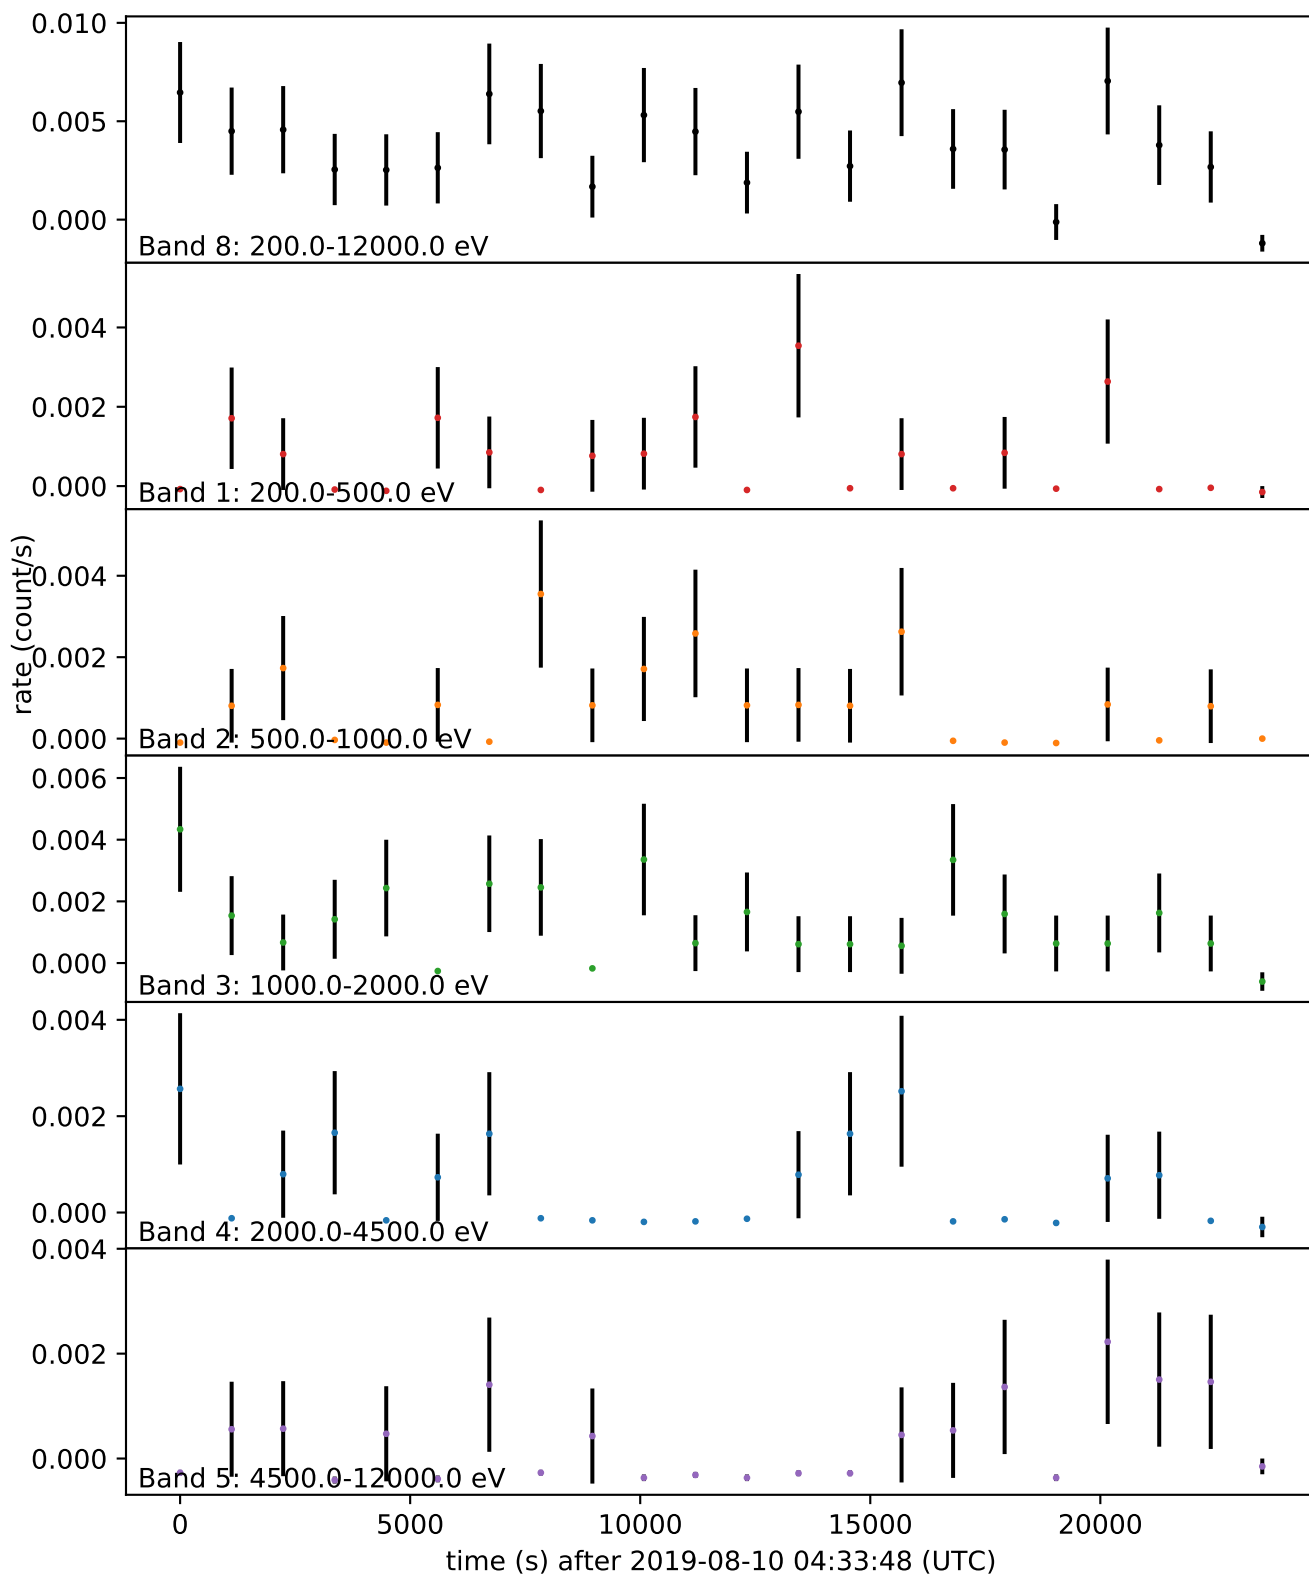 0.010
0.005
0.000
Band 8: 200.0-12000.0 eV
0.004
0.002
0.000
Band 1: 200.0-500.0 eV
rate (count/s)
0.004
0.002
0.000
Band 2: 500.0-1000.0 eV
0.006
0.004
0.002
0.000
Band 3: 1000.0-2000.0 eV
0.004
0.002
0.000
Band 4: 2000.0-4500.0 eV
0.004
0.002
0.000
Band 5: 4500.0-12000.0 eV
0 5000 10000 15000 20000
time (s) after 2019-08-10 04:33:48 (UTC)